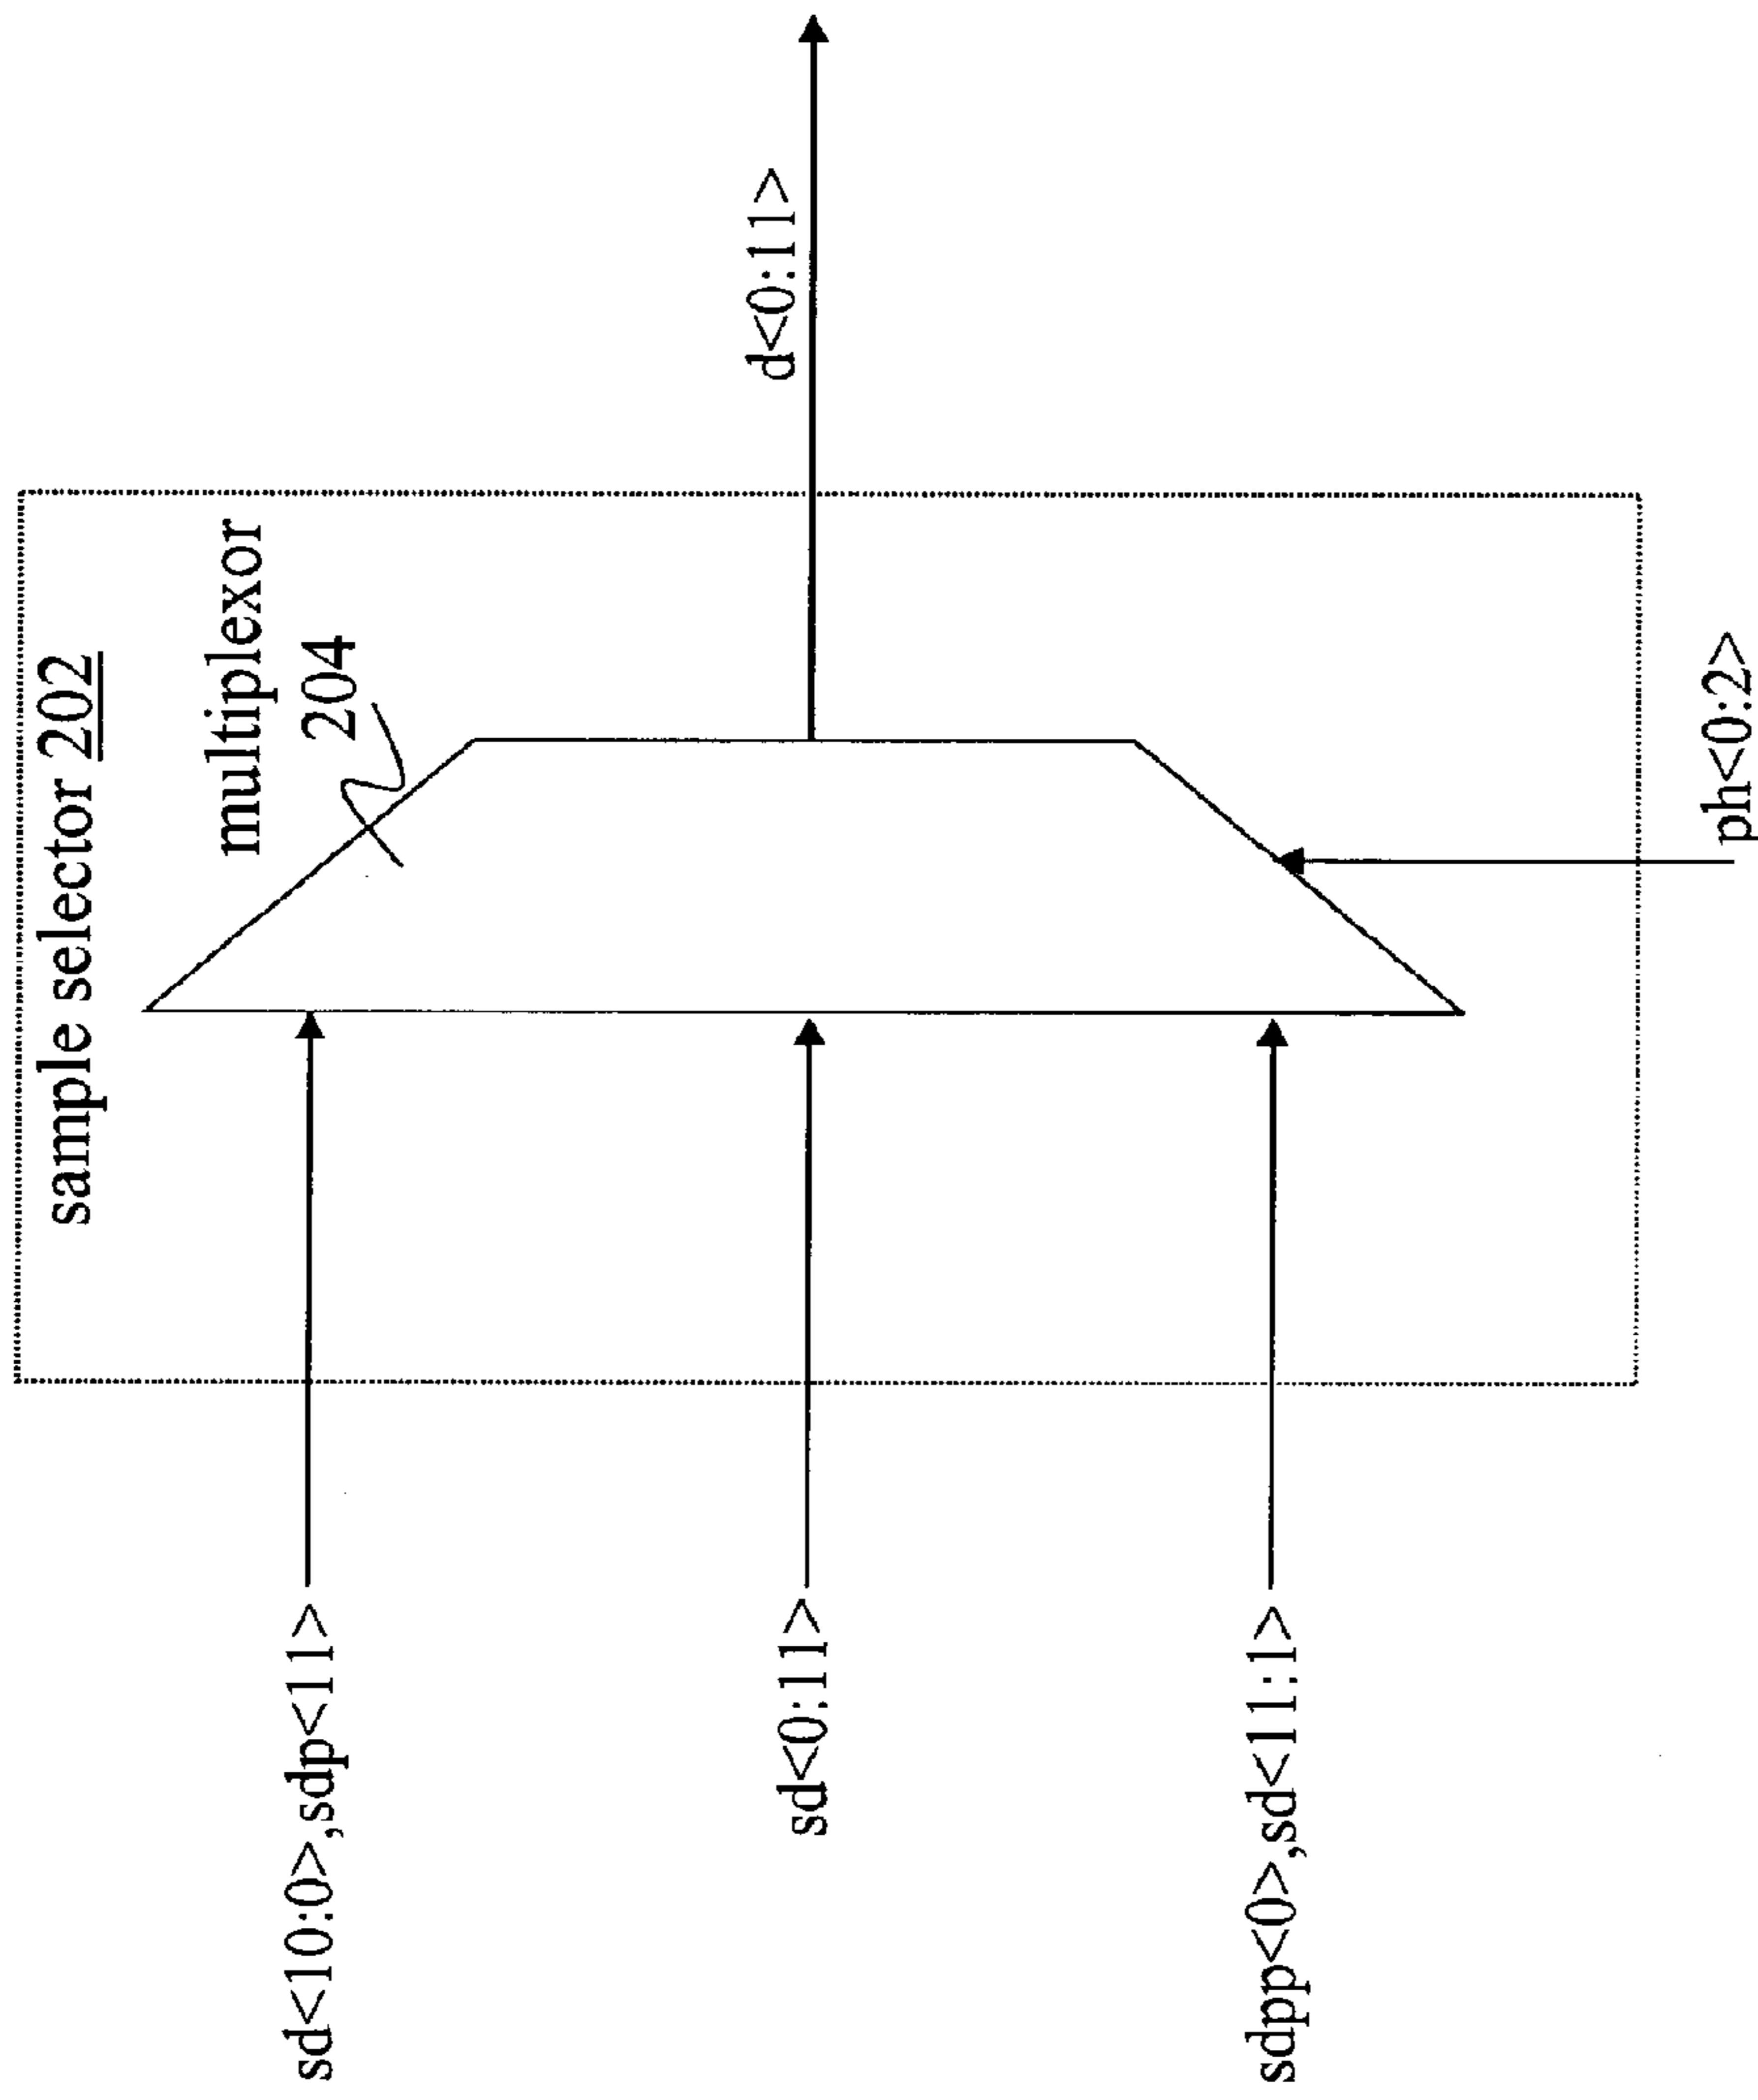 sample selector 202
multiplexor
204
sd<10:0>,sdp<11>
sd<0:11>
sdpp<0>,sd<11:1>
d<0:11>
ph<0:2>